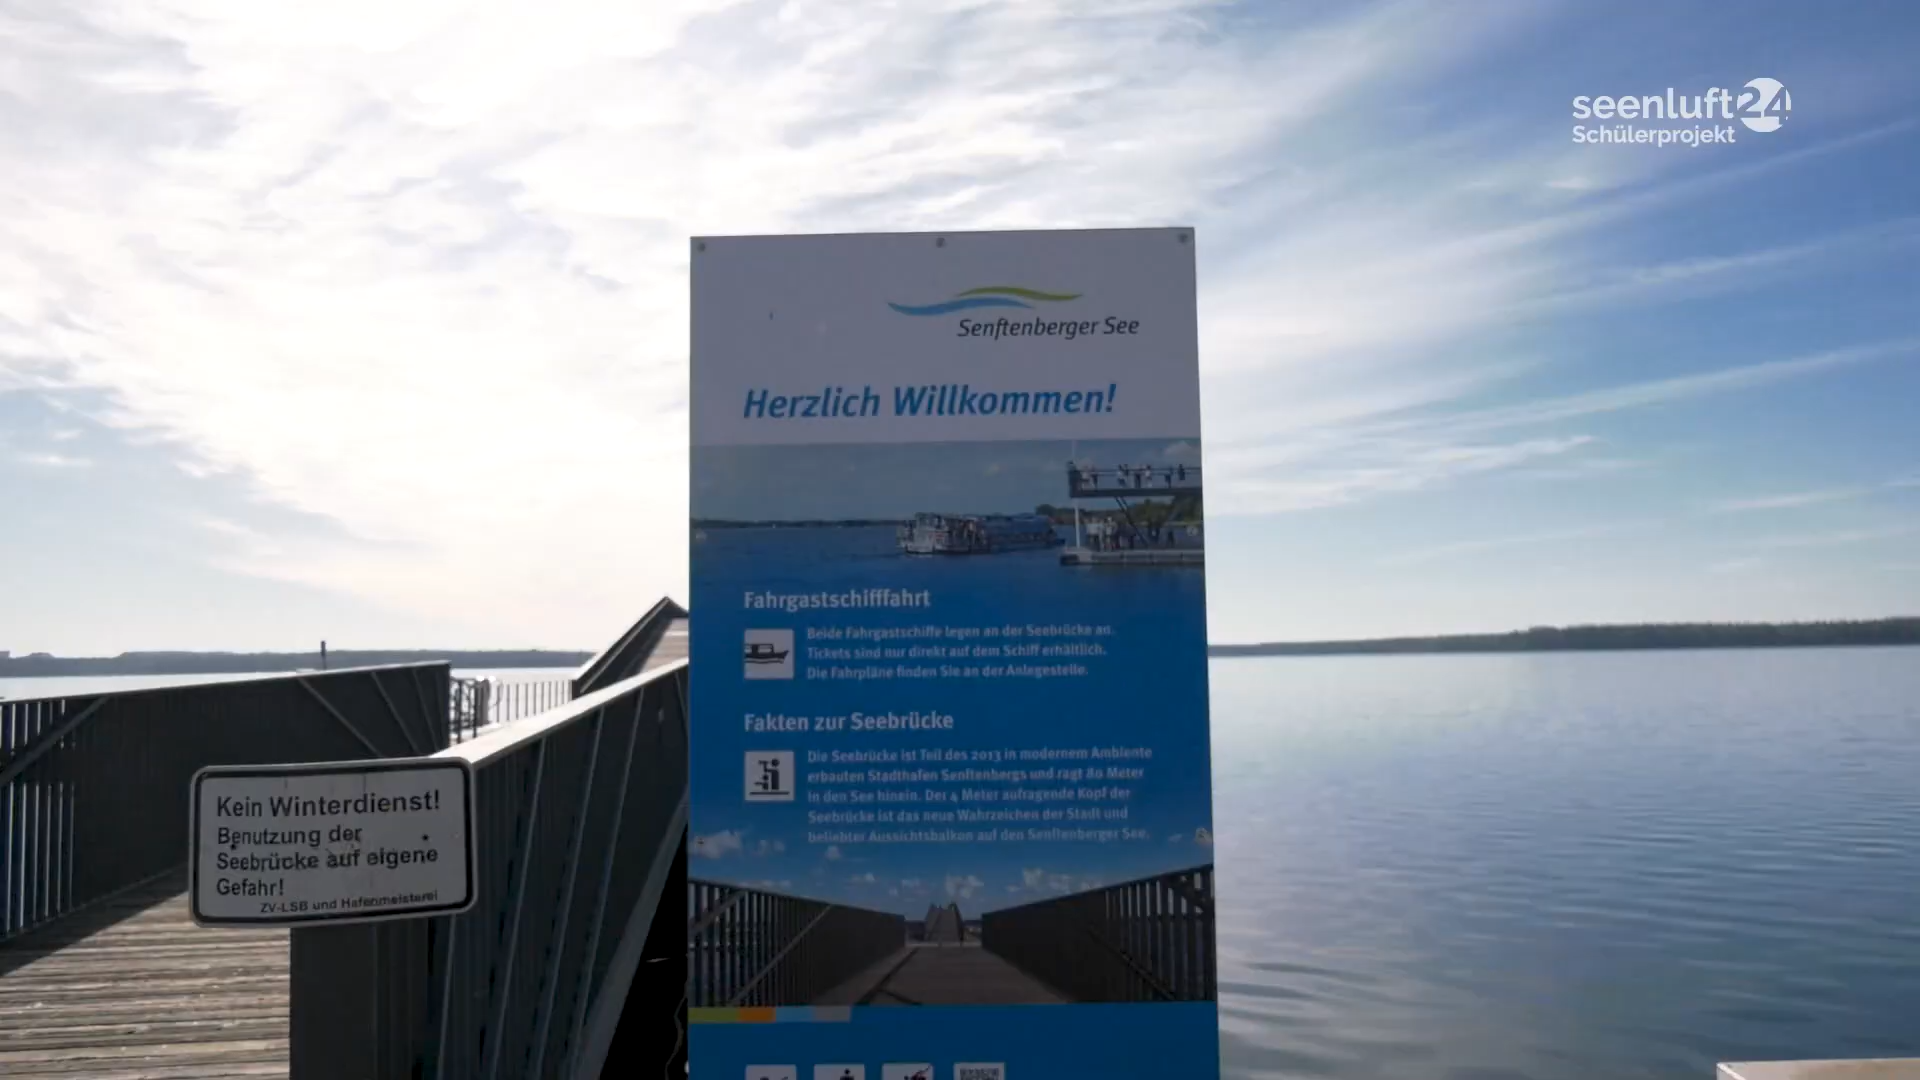 seenluft24
Schülerprojekt
Senftenberger See
Herzlich Willkommen!
Fahrgastschifffahrt
Beide Fahrgastschiffe legen an der Seebrücke an.
Tickets sind nur direkt auf dem Schiff erhältlich.
Die Fahrpläne finden Sie an der Anlegestelle.
Fakten zur Seebrücke
Die Seebrücke ist Teil des 2013 in modernem Ambiente
erbauten Stadthafen Senftenbergs und ragt 80 Meter
in den See hinein. Der 4 Meter aufragende Kopf der
Seebrücke ist das neue Wahrzeichen der Stadt und
beliebter Aussichtsbalkon auf den Senftenberger See.
Kein Winterdienst!
Benutzung der
Seebrücke auf eigene
Gefahr!
ZV-LSB und Hafenmeisterei